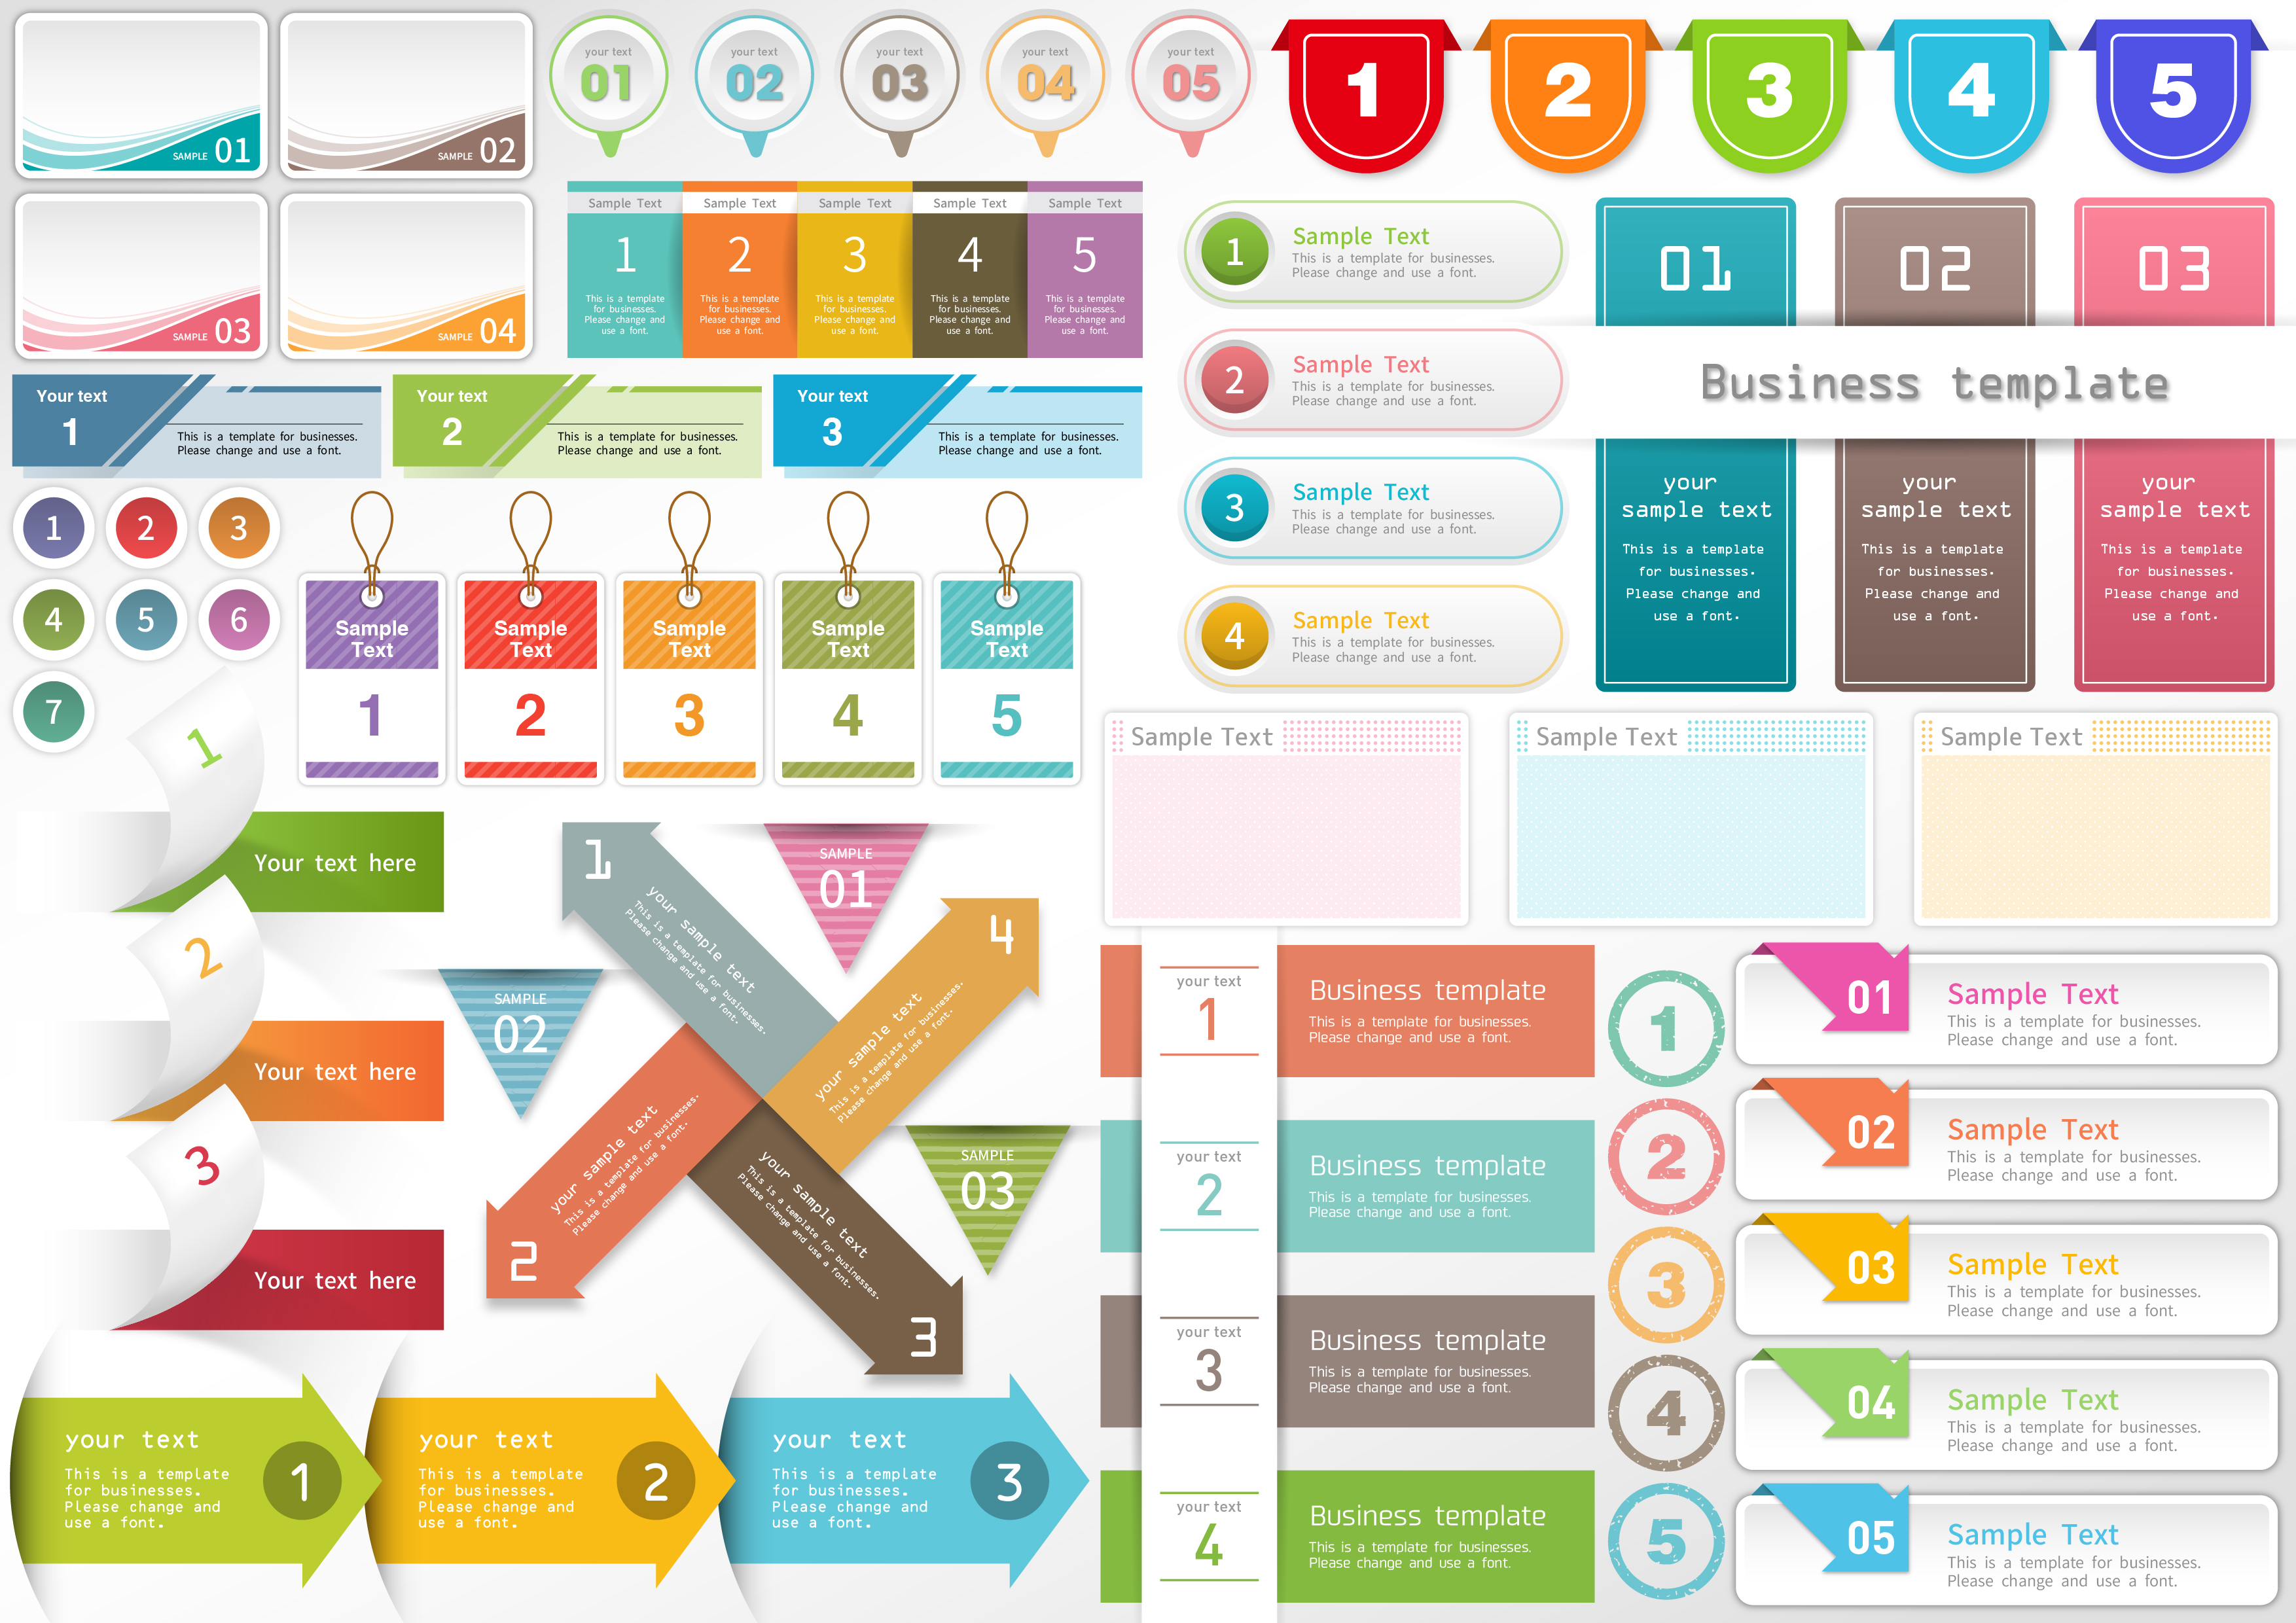 SAMPLE 01
SAMPLE 02
SAMPLE 03
SAMPLE 04
your text
01
your text
02
your text
03
your text
04
your text
05
1
2
3
4
5
Sample Text
1
This is a template
for businesses.
Please change and
use a font.
Sample Text
2
This is a template
for businesses.
Please change and
use a font.
Sample Text
3
This is a template
for businesses.
Please change and
use a font.
Sample Text
4
This is a template
for businesses.
Please change and
use a font.
Sample Text
5
This is a template
for businesses.
Please change and
use a font.
1
Sample Text
This is a template for businesses.
Please change and use a font.
2
Sample Text
This is a template for businesses.
Please change and use a font.
3
Sample Text
This is a template for businesses.
Please change and use a font.
4
Sample Text
This is a template for businesses.
Please change and use a font.
01
02
03
Business template
your
sample text
This is a template
for businesses.
Please change and
use a font.
your
sample text
This is a template
for businesses.
Please change and
use a font.
your
sample text
This is a template
for businesses.
Please change and
use a font.
Your text
1
This is a template for businesses.
Please change and use a font.
Your text
2
This is a template for businesses.
Please change and use a font.
Your text
3
This is a template for businesses.
Please change and use a font.
1
2
3
4
5
6
7
Sample
Text
1
Sample
Text
2
Sample
Text
3
Sample
Text
4
Sample
Text
5
Sample Text
Sample Text
Sample Text
1
Your text here
2
Your text here
3
Your text here
1
your sample text
This is a template for businesses.
Please change and use a font.
4
your sample text
This is a template for businesses.
Please change and use a font.
2
your sample text
This is a template for businesses.
Please change and use a font.
3
your sample text
This is a template for businesses.
Please change and use a font.
SAMPLE
01
SAMPLE
02
SAMPLE
03
your text
1
Business template
This is a template for businesses.
Please change and use a font.
your text
2
Business template
This is a template for businesses.
Please change and use a font.
your text
3
Business template
This is a template for businesses.
Please change and use a font.
your text
4
Business template
This is a template for businesses.
Please change and use a font.
1
2
3
4
5
01
Sample Text
This is a template for businesses.
Please change and use a font.
02
Sample Text
This is a template for businesses.
Please change and use a font.
03
Sample Text
This is a template for businesses.
Please change and use a font.
04
Sample Text
This is a template for businesses.
Please change and use a font.
05
Sample Text
This is a template for businesses.
Please change and use a font.
your text
This is a template
for businesses.
Please change and
use a font.
1
your text
This is a template
for businesses.
Please change and
use a font.
2
your text
This is a template
for businesses.
Please change and
use a font.
3